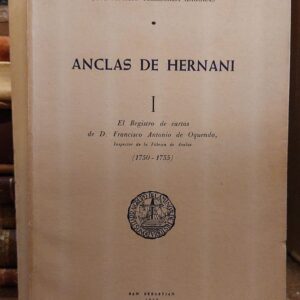 ANCLAS DE HERNANI
I
El Registro de cartas
de D. Francisco Antonio de Oquendo,
Inspector de la Fábrica de Anclas
(1750-1755)
SAN SEBASTIAN